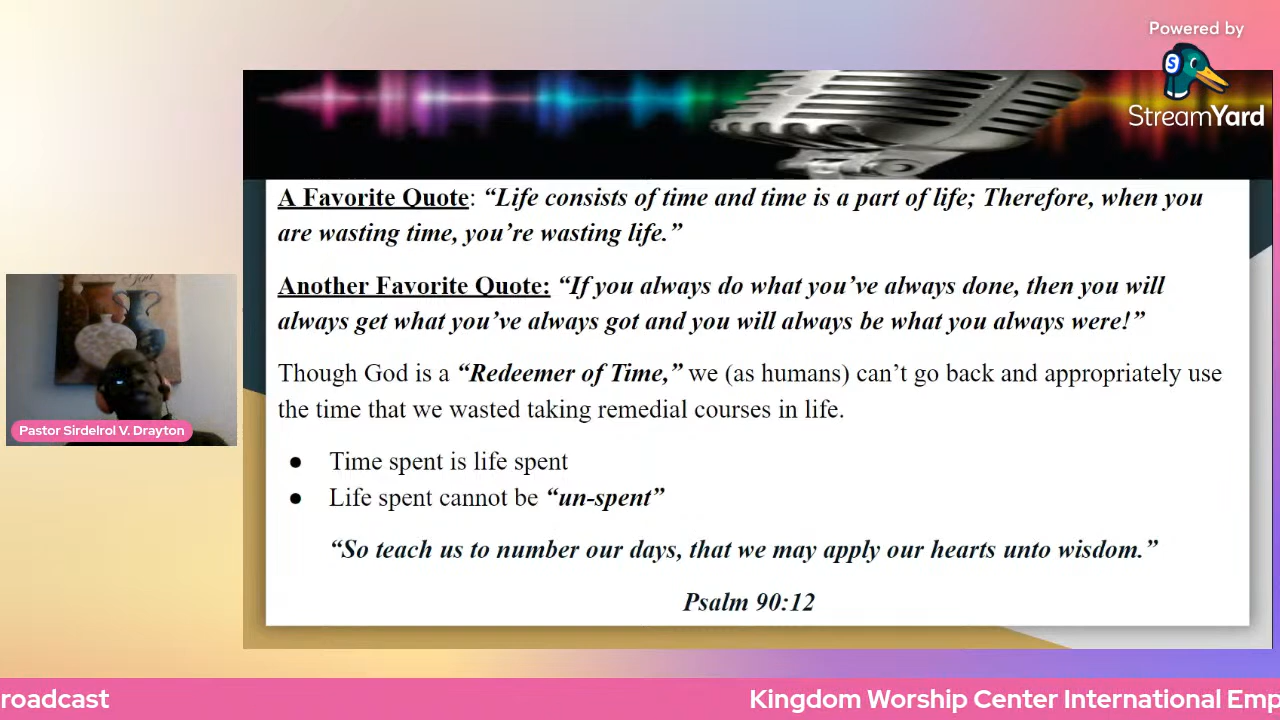 Powered by
StreamYard
A Favorite Quote: “Life consists of time and time is a part of life; Therefore, when you
are wasting time, you’re wasting life.”
Another Favorite Quote: “If you always do what you’ve always done, then you will
always get what you’ve always got and you will always be what you always were!”
Though God is a “Redeemer of Time,” we (as humans) can’t go back and appropriately use
the time that we wasted taking remedial courses in life.
● Time spent is life spent
● Life spent cannot be “un-spent”
“So teach us to number our days, that we may apply our hearts unto wisdom.”
Psalm 90:12
Pastor Sirdelrol V. Drayton
roadcast
Kingdom Worship Center International Emp